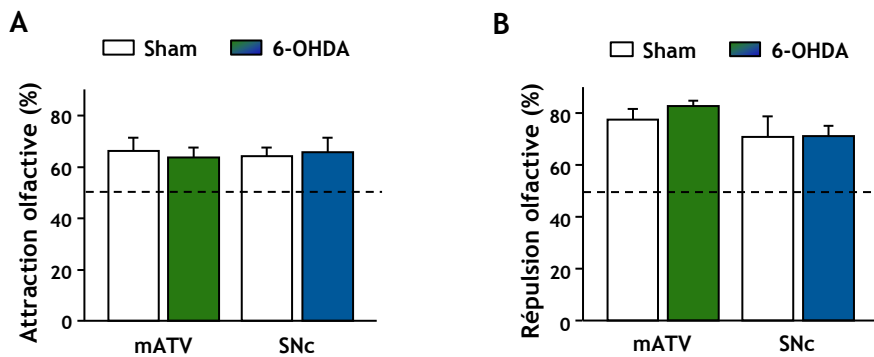 A
Sham 6-OHDA
Attraction olfactive (%)
80
60
40
20
0
mATV SNc
B
Sham 6-OHDA
Répulsion olfactive (%)
80
60
40
20
0
mATV SNc